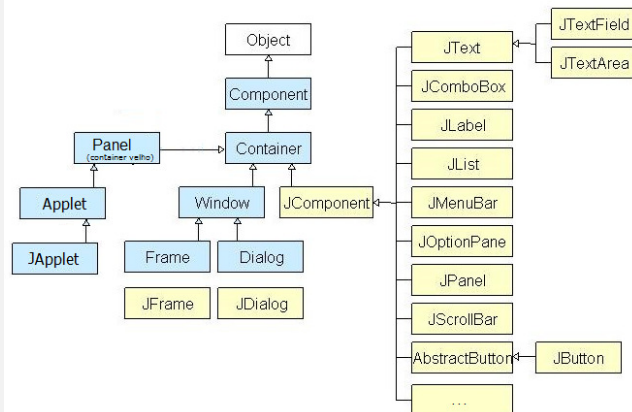 Object
Component
Panel
(container velho)
Container
Applet
Window
JComponent
JApplet
Frame
Dialog
JFrame
JDialog
JText
JTextField
JTextArea
JComboBox
JLabel
JList
JMenuBar
JOptionPane
JPanel
JScrollBar
AbstractButton
JButton
...